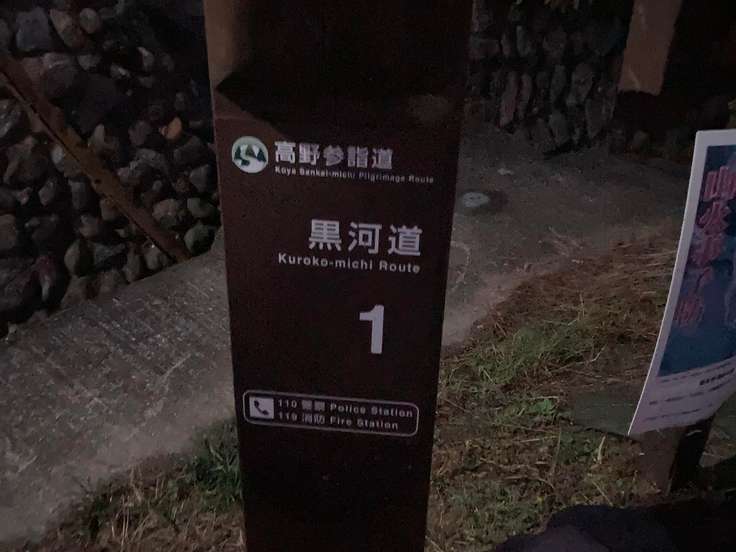 高野参詣道
Koya Sankei-michi Pilgrimage Route
黒河道
Kuroko-michi Route
1
110 警察 Police Station
119 消防 Fire Station